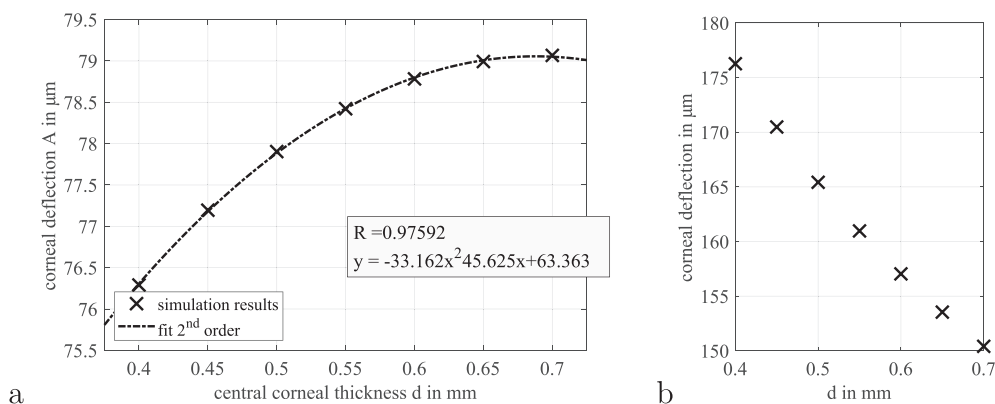 79.5
79
78.5
78
77.5
77
76.5
76
75.5
corneal deflection A in µm
R =0.97592
y = -33.162x²45.625x+63.363
simulation results
fit 2nd order
0.4 0.45 0.5 0.55 0.6 0.65 0.7
central corneal thickness d in mm
a
180
175
170
165
160
155
150
corneal deflection in µm
0.4 0.5 0.6 0.7
d in mm
b